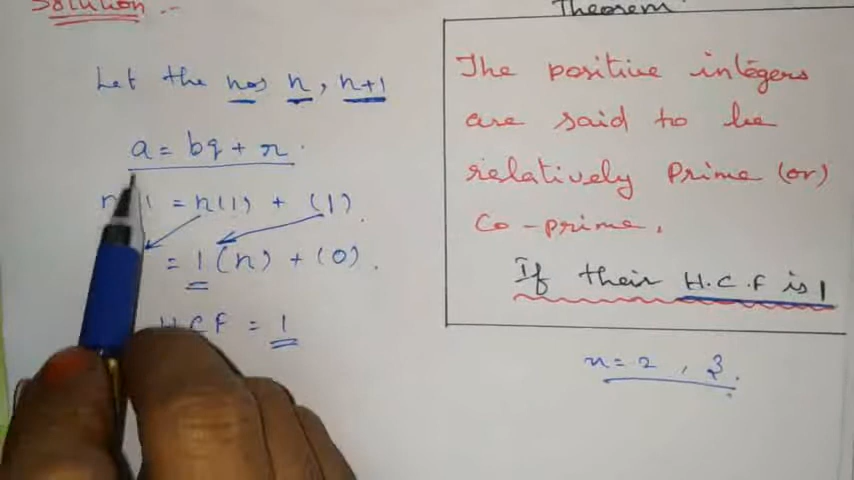 Solution :-
Let the nos n, n+1
a = bq + r.
= n(1) + (1).
= 1 (n) + (0).
HCF = 1
Theorem
The positive integers
are said to be
relatively Prime (or)
Co-prime.
If their H.C.F is 1
n = 2 , 3.